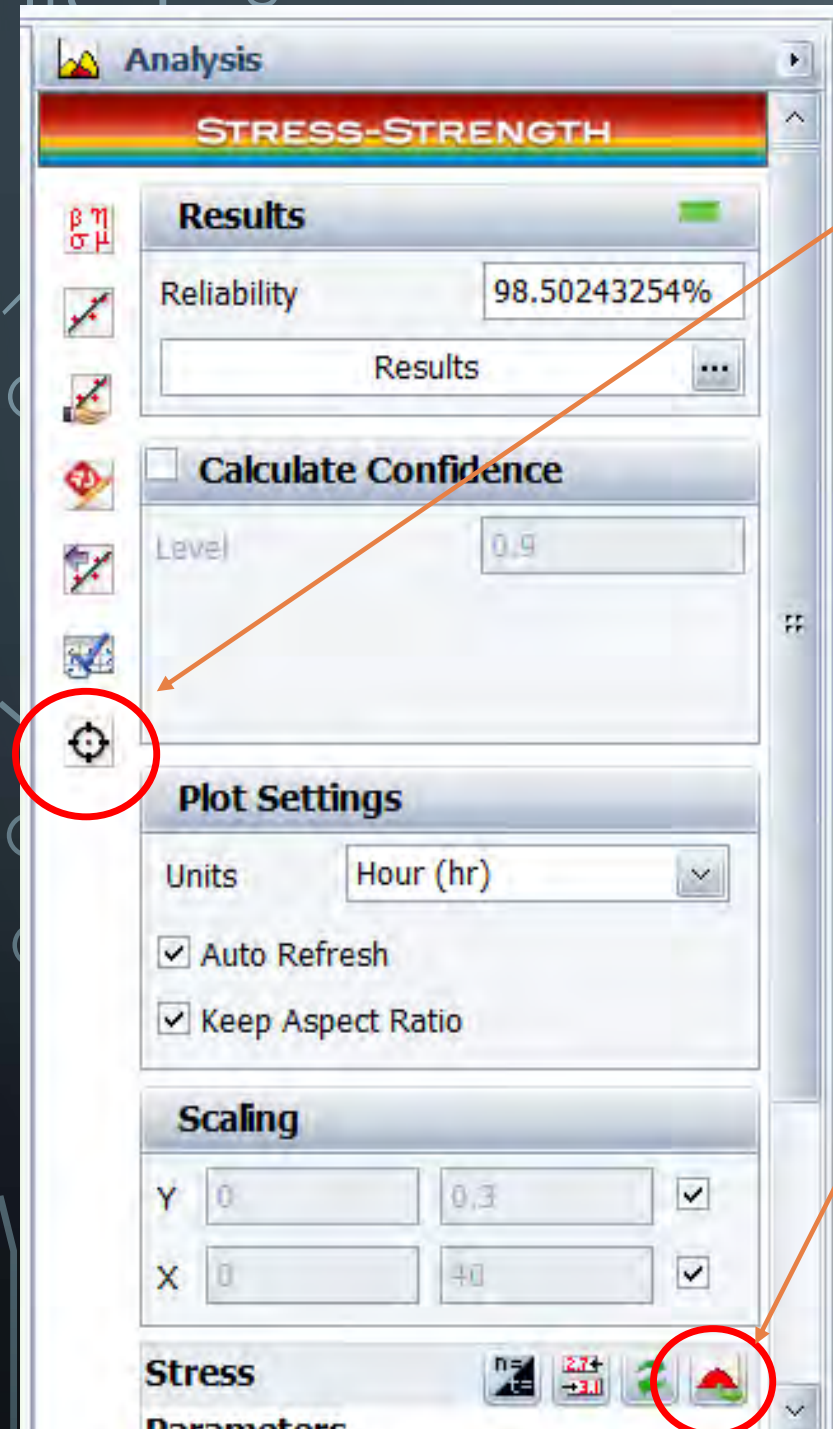 Analysis
STRESS-STRENGTH
β η
σ μ
Results
Reliability 98.50243254%
Results ...
Calculate Confidence
Level 0.9
Plot Settings
Units Hour (hr)
Auto Refresh
Keep Aspect Ratio
Scaling
Y 0 0.3
X 0 40
Stress
Parameters